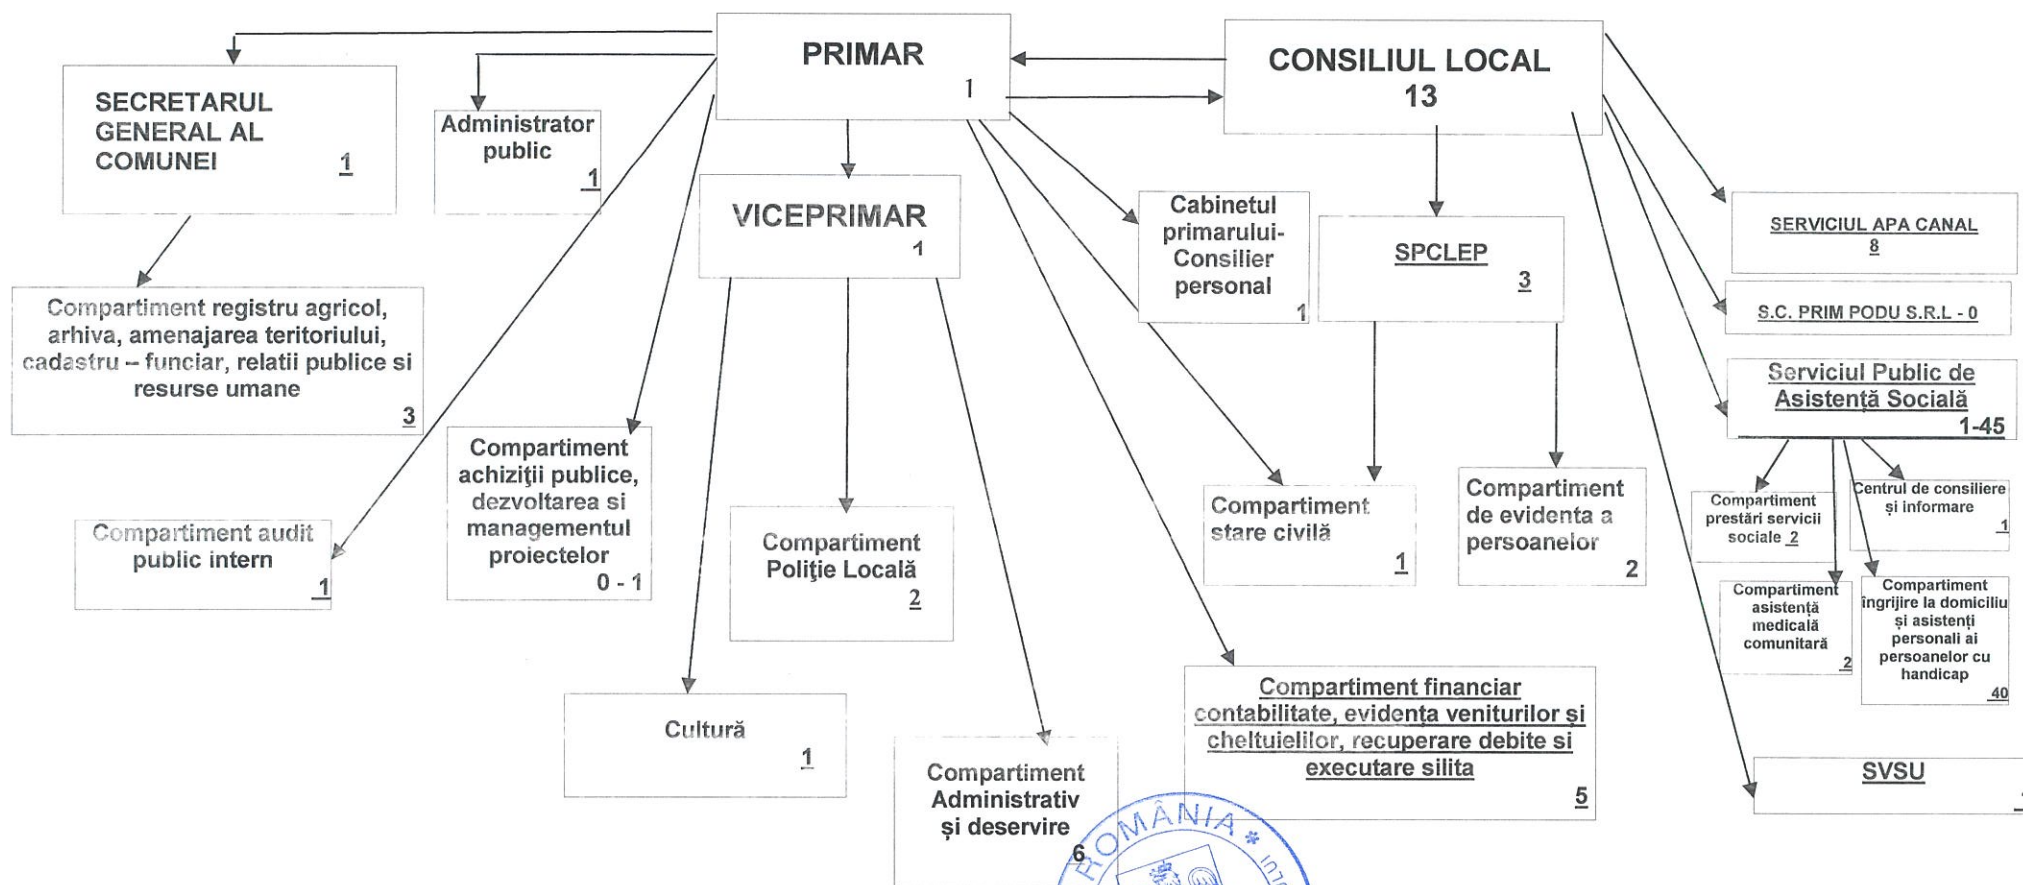 PRIMAR
1
CONSILIUL LOCAL
13
SECRETARUL
GENERAL AL
COMUNEI
1
Administrator
public
1
VICEPRIMAR
1
Cabinetul
primarului-
Consilier
personal
1
SPCLEP
3
SERVICIUL APA CANAL
8
S.C. PRIM PODU S.R.L - 0
Compartiment registru agricol,
arhiva, amenajarea teritoriului,
cadastru – funciar, relatii publice si
resurse umane
3
Serviciul Public de
Asistență Socială
1-45
Compartiment audit
public intern
1
Compartiment
achiziţii publice,
dezvoltarea si
managementul
proiectelor
0 - 1
Compartiment
Poliţie Locală
2
Compartiment
stare civilă
1
Compartiment
de evidenta a
persoanelor
2
Compartiment
prestări servicii
sociale 2
Centrul de consiliere
și informare
1
Compartiment
asistență
medicală
comunitară
2
Compartiment
îngrijire la domiciliu
și asistenți
personali ai
persoanelor cu
handicap
40
Cultură
1
Compartiment
Administrativ
și deservire
6
Compartiment financiar
contabilitate, evidența veniturilor și
cheltuielilor, recuperare debite si
executare silita
5
SVSU
ROMÂNIA *